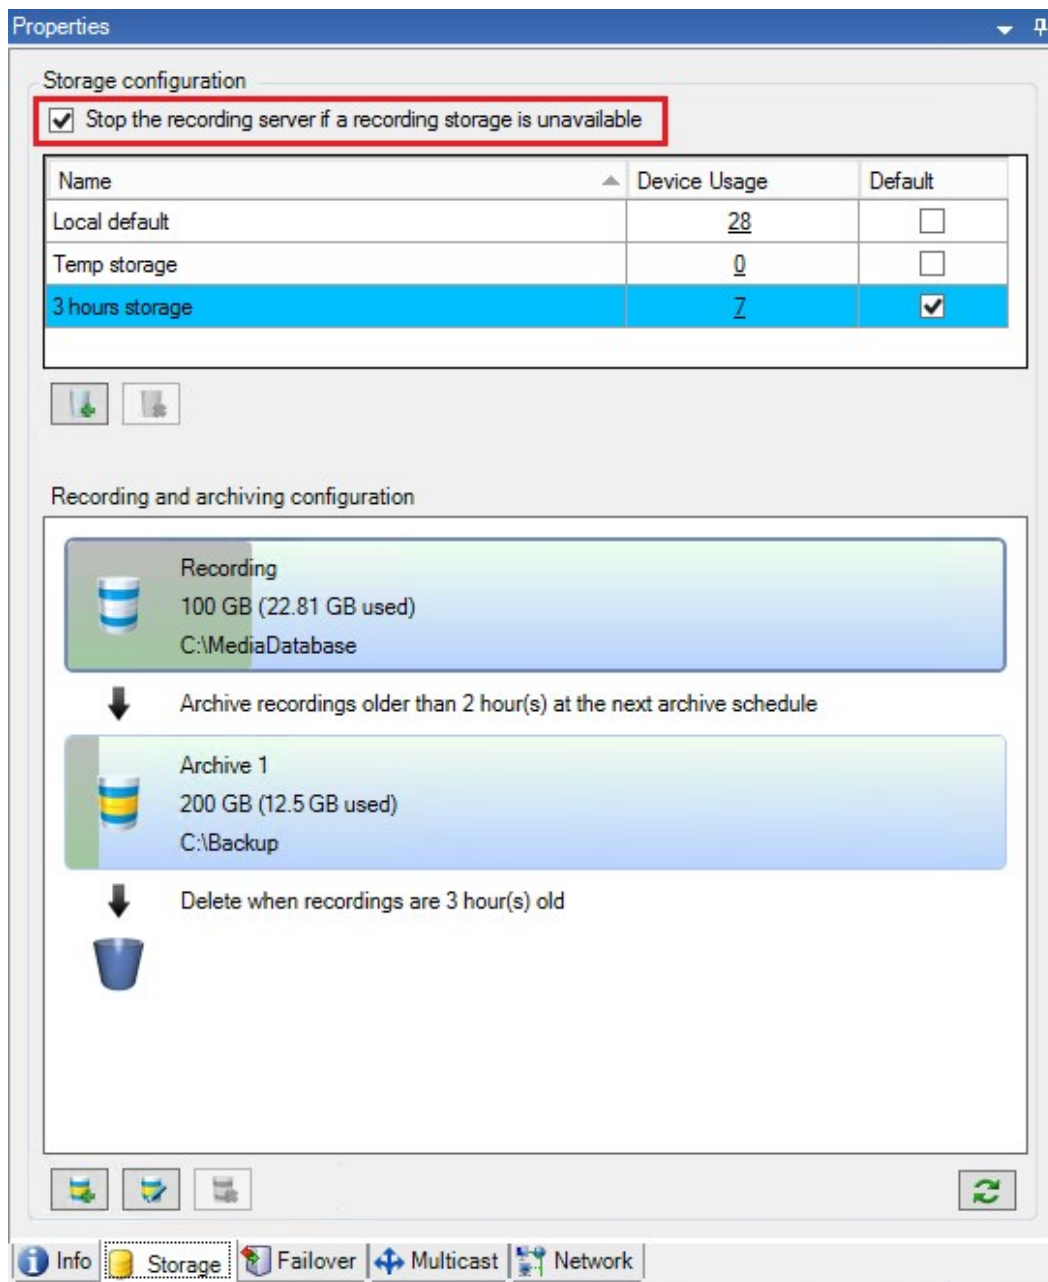 Properties
Storage configuration
Stop the recording server if a recording storage is unavailable
Name Device Usage Default
Local default 28
Temp storage 0
3 hours storage 7
Recording and archiving configuration
Recording
100 GB (22.81 GB used)
C:\MediaDatabase
Archive recordings older than 2 hour(s) at the next archive schedule
Archive 1
200 GB (12.5 GB used)
C:\Backup
Delete when recordings are 3 hour(s) old
Info Storage Failover Multicast Network